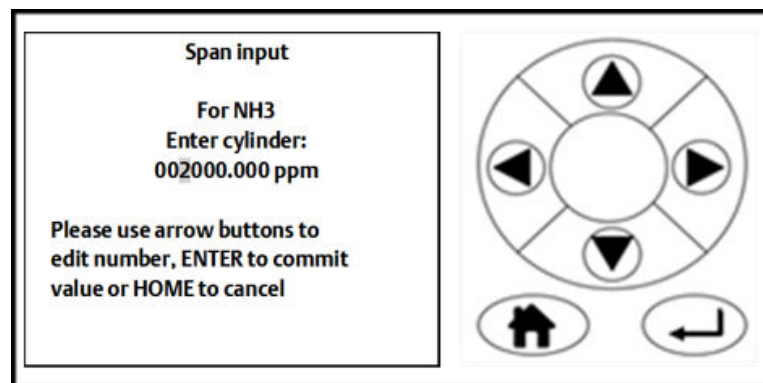 Span input
For NH3
Enter cylinder:
002000.000 ppm
Please use arrow buttons to
edit number, ENTER to commit
value or HOME to cancel